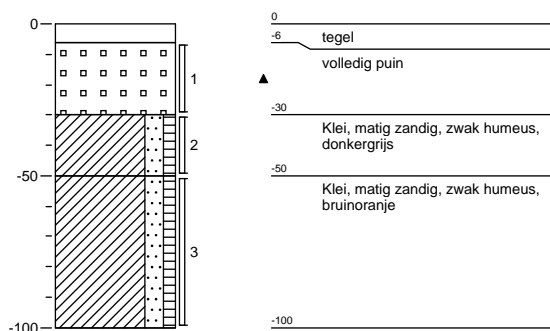 0
-50
-100
1
2
3
0
-6
tegel
volledig puin
-30
Klei, matig zandig, zwak humeus,
donkergrijs
-50
Klei, matig zandig, zwak humeus,
bruinoranje
-100